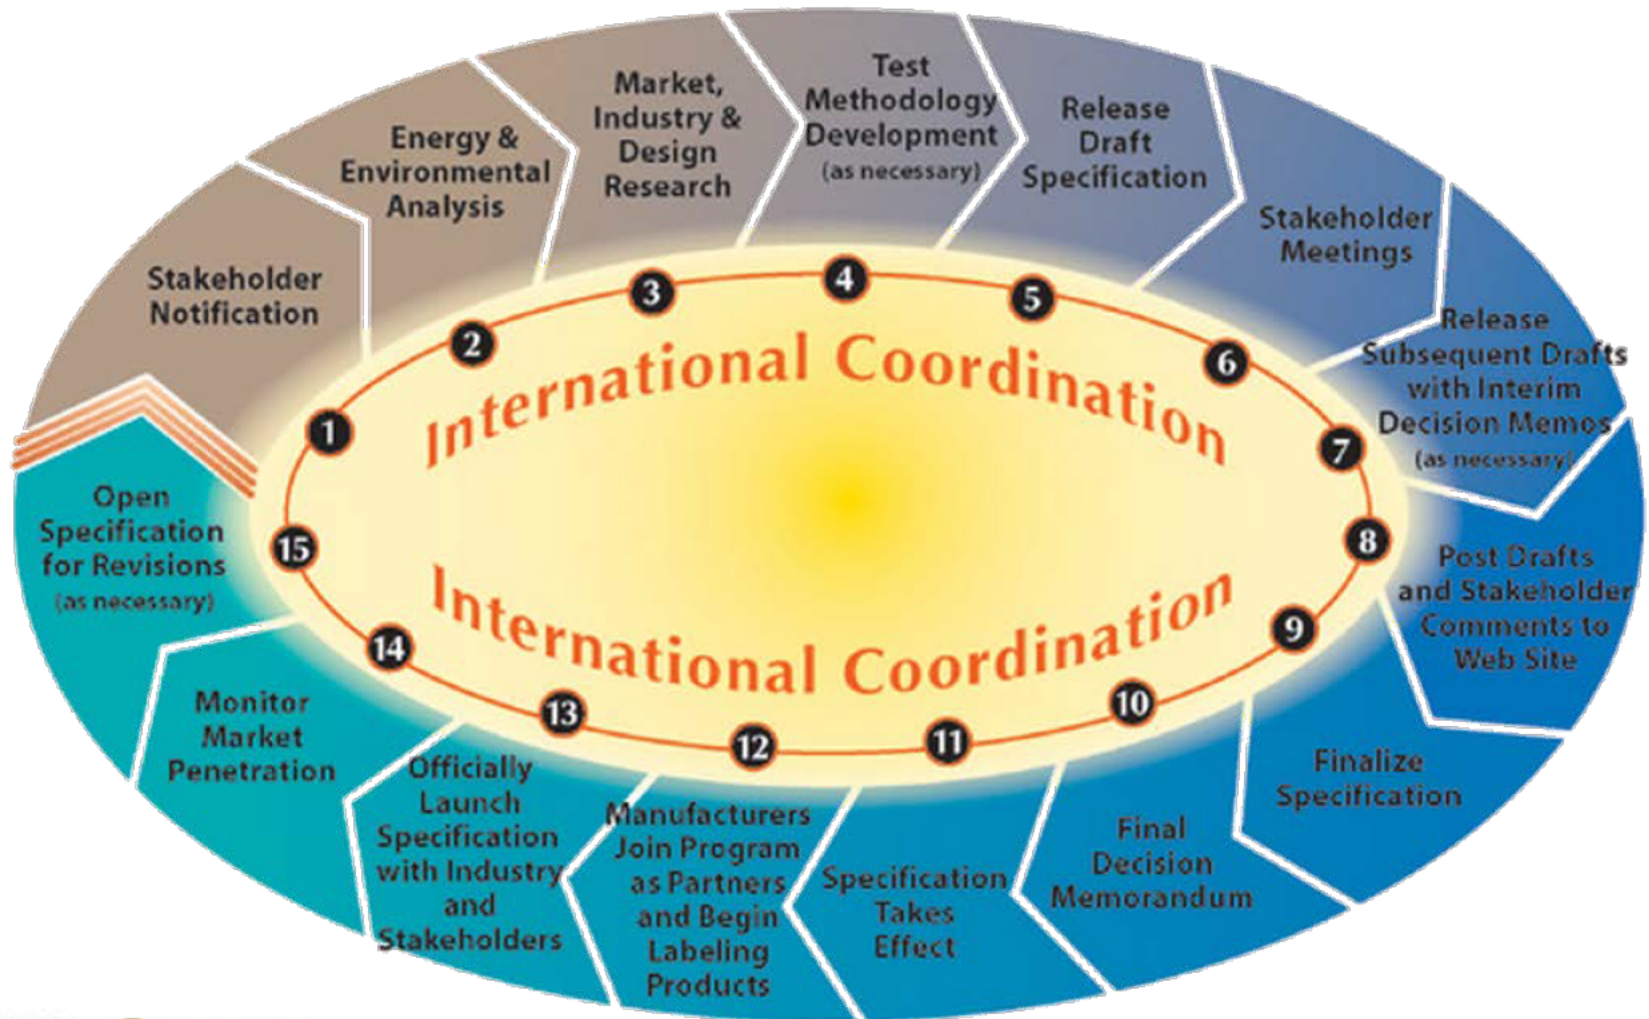 1
Stakeholder
Notification
2
Energy &
Environmental
Analysis
3
Market,
Industry &
Design
Research
4
Test
Methodology
Development
(as necessary)
5
Release
Draft
Specification
6
Stakeholder
Meetings
7
Release
Subsequent Drafts
with Interim
Decision Memos
(as necessary)
8
Post Drafts
and Stakeholder
Comments to
Web Site
9
Finalize
Specification
10
Final
Decision
Memorandum
11
Specification
Takes
Effect
12
Manufacturers
Join Program
as Partners
and Begin
Labeling
Products
13
Officially
Launch
Specification
with Industry
and
Stakeholders
14
Monitor
Market
Penetration
15
Open
Specification
for Revisions
(as necessary)
International Coordination
International Coordination